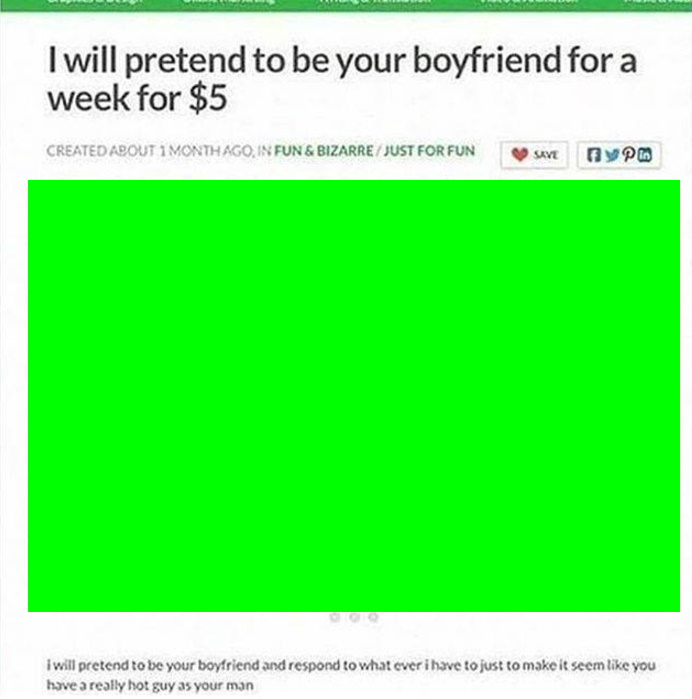 I will pretend to be your boyfriend for a
week for $5
CREATED ABOUT 1 MONTH AGO, IN FUN & BIZARRE / JUST FOR FUN
SAVE
i will pretend to be your boyfriend and respond to what ever i have to just to make it seem like you
have a really hot guy as your man